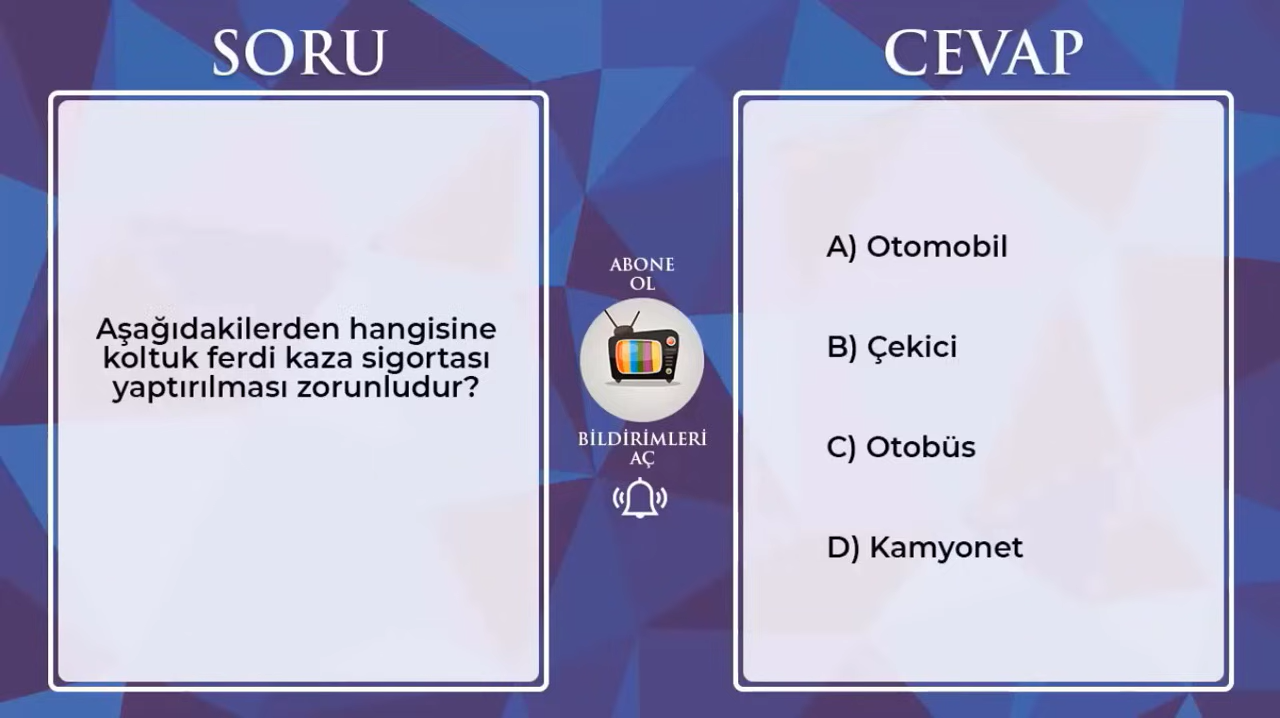 SORU
Aşağıdakilerden hangisine
koltuk ferdi kaza sigortası
yaptırılması zorunludur?
ABONE
OL
BİLDİRİMLERİ
AÇ
CEVAP
A) Otomobil
B) Çekici
C) Otobüs
D) Kamyonet